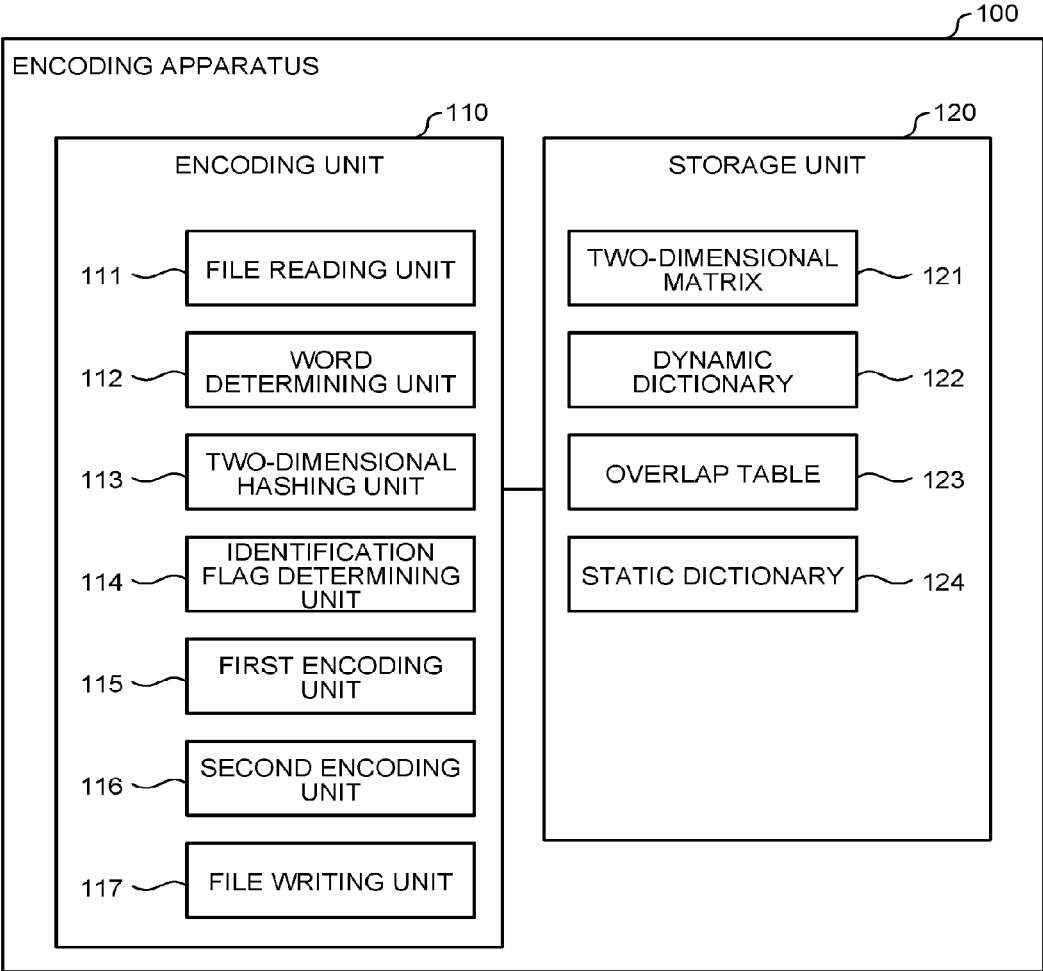 100
ENCODING APPARATUS
110
ENCODING UNIT
111
FILE READING UNIT
112
WORD
DETERMINING UNIT
113
TWO-DIMENSIONAL
HASHING UNIT
114
IDENTIFICATION
FLAG DETERMINING
UNIT
115
FIRST ENCODING
UNIT
116
SECOND ENCODING
UNIT
117
FILE WRITING UNIT
120
STORAGE UNIT
TWO-DIMENSIONAL
MATRIX
121
DYNAMIC
DICTIONARY
122
OVERLAP TABLE
123
STATIC DICTIONARY
124